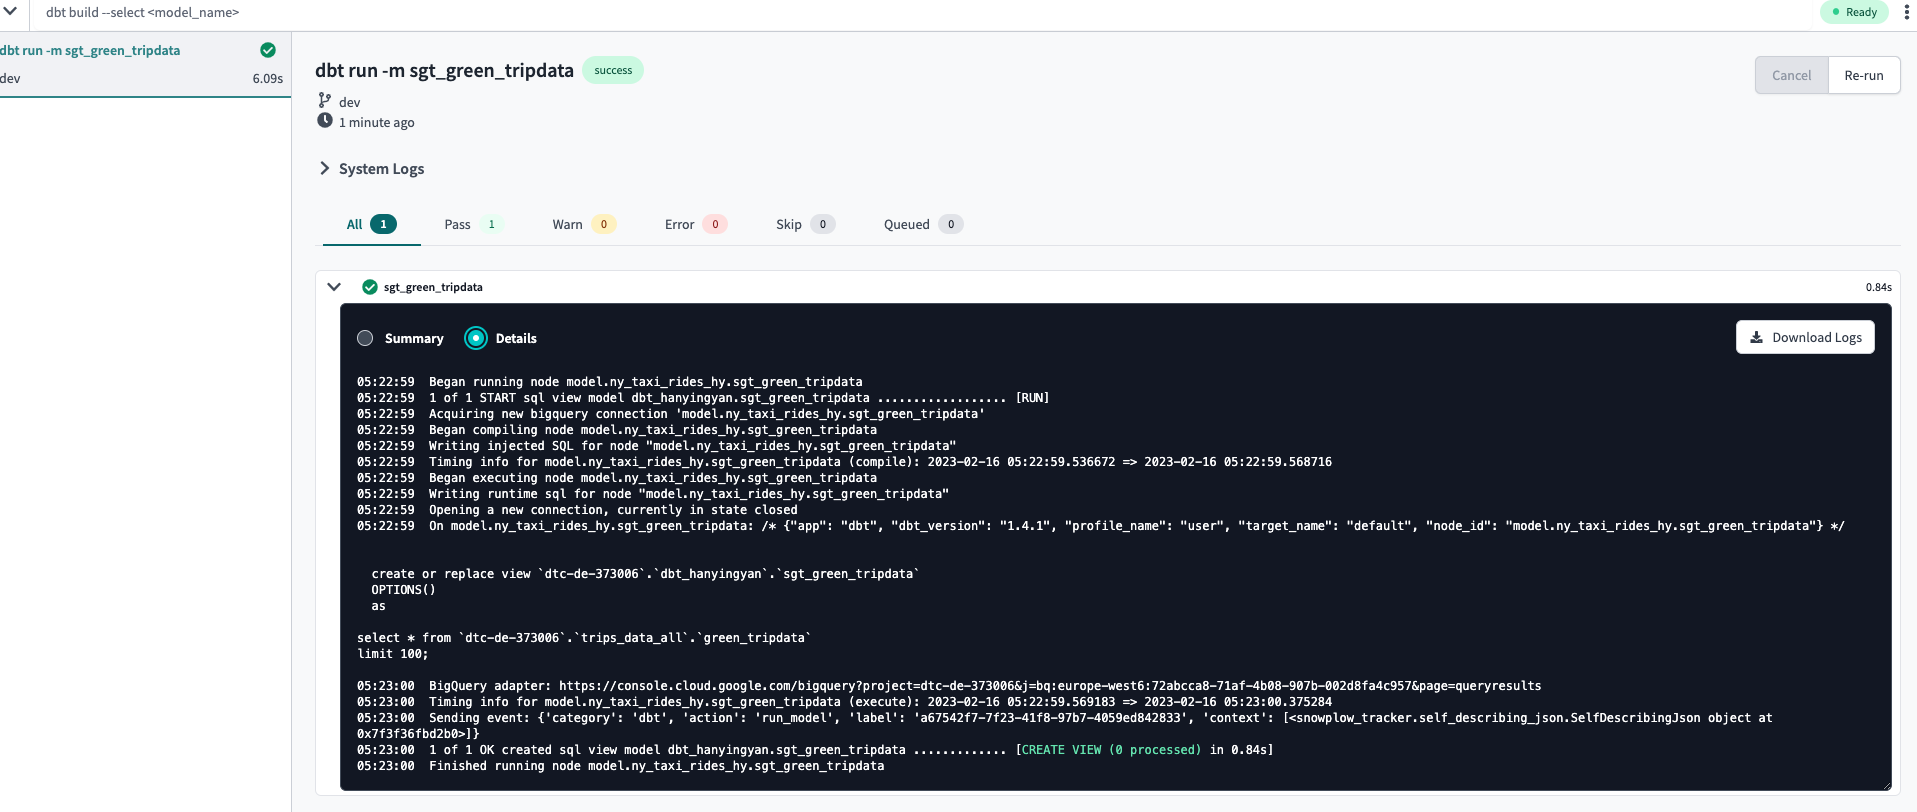 dbt build --select <model_name>
Ready
dbt run -m sgt_green_tripdata
dev
6.09s
dbt run -m sgt_green_tripdata
success
Cancel
Re-run
dev
1 minute ago
System Logs
All 1
Pass 1
Warn 0
Error 0
Skip 0
Queued 0
sgt_green_tripdata
0.84s
Summary
Details
Download Logs
05:22:59 Began running node model.ny_taxi_rides_hy.sgt_green_tripdata
05:22:59 1 of 1 START sql view model dbt_hanyingyan.sgt_green_tripdata .................. [RUN]
05:22:59 Acquiring new bigquery connection 'model.ny_taxi_rides_hy.sgt_green_tripdata'
05:22:59 Began compiling node model.ny_taxi_rides_hy.sgt_green_tripdata
05:22:59 Writing injected SQL for node "model.ny_taxi_rides_hy.sgt_green_tripdata"
05:22:59 Timing info for model.ny_taxi_rides_hy.sgt_green_tripdata (compile): 2023-02-16 05:22:59.536672 => 2023-02-16 05:22:59.568716
05:22:59 Began executing node model.ny_taxi_rides_hy.sgt_green_tripdata
05:22:59 Writing runtime sql for node "model.ny_taxi_rides_hy.sgt_green_tripdata"
05:22:59 Opening a new connection, currently in state closed
05:22:59 On model.ny_taxi_rides_hy.sgt_green_tripdata: /* {"app": "dbt", "dbt_version": "1.4.1", "profile_name": "user", "target_name": "default", "node_id": "model.ny_taxi_rides_hy.sgt_green_tripdata"} */
create or replace view `dtc-de-373006`.`dbt_hanyingyan`.`sgt_green_tripdata`
OPTIONS()
as
select * from `dtc-de-373006`.`trips_data_all`.`green_tripdata`
limit 100;
05:23:00 BigQuery adapter: https://console.cloud.google.com/bigquery?project=dtc-de-373006&j=bq:europe-west6:72abcca8-71af-4b08-907b-002d8fa4c957&page=queryresults
05:23:00 Timing info for model.ny_taxi_rides_hy.sgt_green_tripdata (execute): 2023-02-16 05:22:59.569183 => 2023-02-16 05:23:00.375284
05:23:00 Sending event: {'category': 'dbt', 'action': 'run_model', 'label': 'a67542f7-7f23-41f8-97b7-4059ed842833', 'context': [<snowplow_tracker.self_describing_json.SelfDescribingJson object at
0x7f3f36fbd2b0>]}
05:23:00 1 of 1 OK created sql view model dbt_hanyingyan.sgt_green_tripdata ............. [CREATE VIEW (0 processed) in 0.84s]
05:23:00 Finished running node model.ny_taxi_rides_hy.sgt_green_tripdata